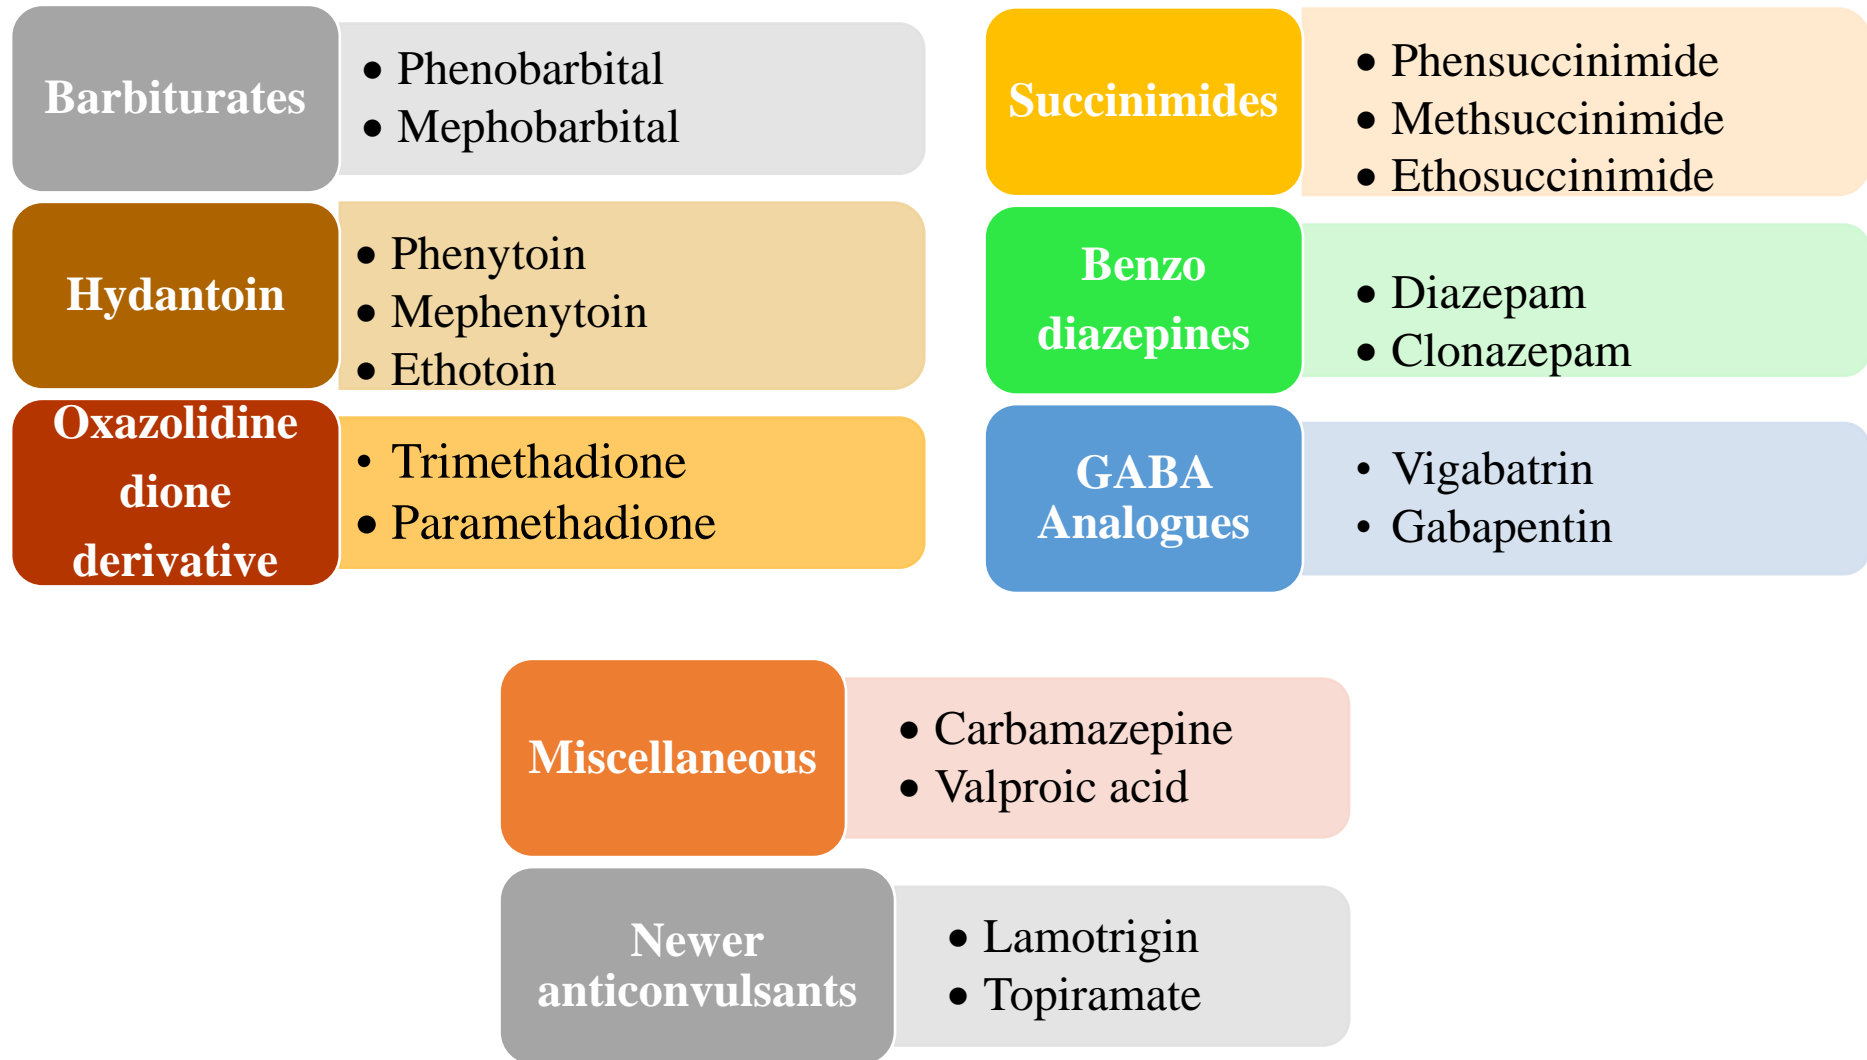 Barbiturates
• Phenobarbital
• Mephobarbital
Hydantoin
• Phenytoin
• Mephenytoin
• Ethotoin
Oxazolidine
dione
derivative
• Trimethadione
• Paramethadione
Succinimides
• Phensuccinimide
• Methsuccinimide
• Ethosuccinimide
Benzo
diazepines
• Diazepam
• Clonazepam
GABA
Analogues
• Vigabatrin
• Gabapentin
Miscellaneous
• Carbamazepine
• Valproic acid
Newer
anticonvulsants
• Lamotrigin
• Topiramate